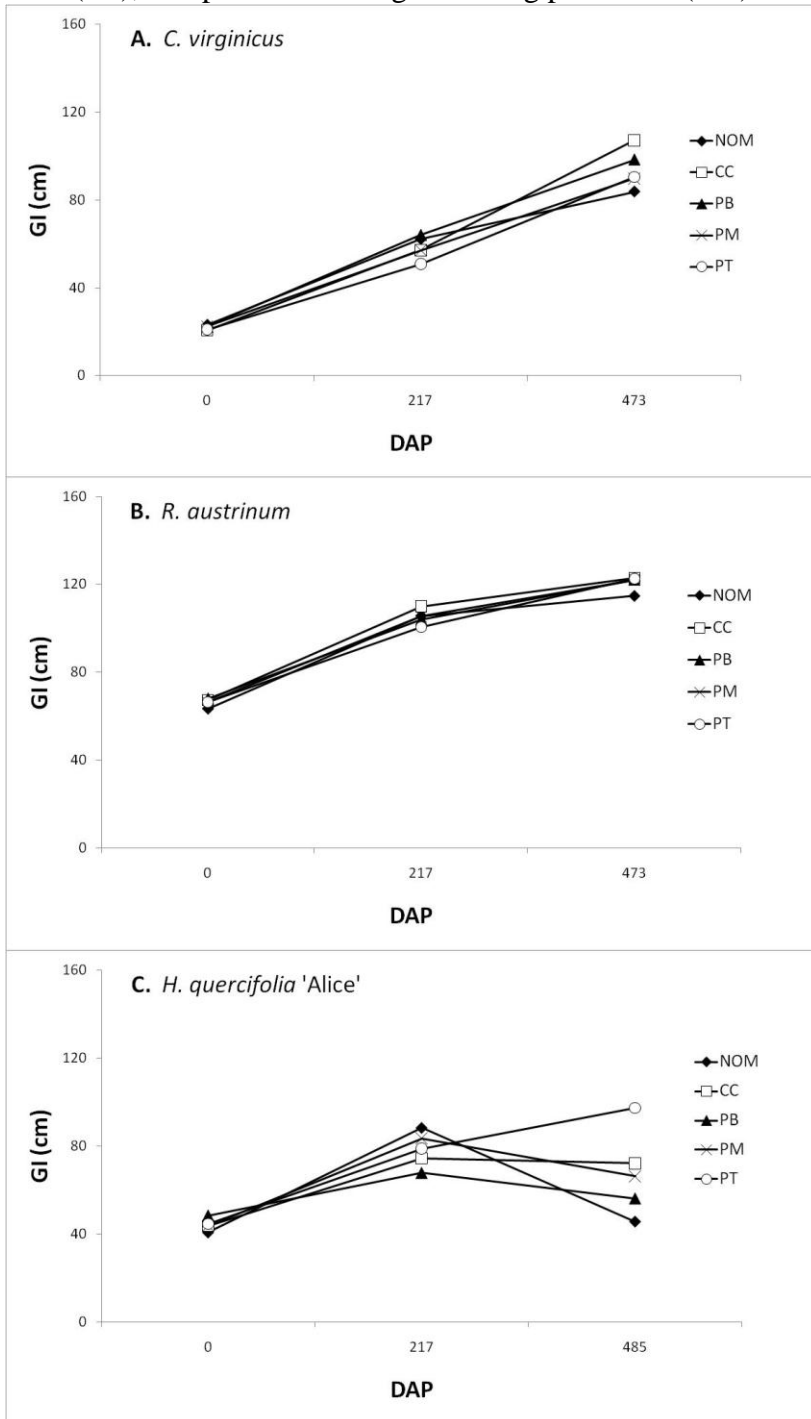 A. C. virginicus
160
120
80
40
0
GI (cm)
0 217 473
DAP
NOM
CC
PB
PM
PT
B. R. austrinum
160
120
80
40
0
GI (cm)
0 217 473
DAP
NOM
CC
PB
PM
PT
C. H. quercifolia 'Alice'
160
120
80
40
0
GI (cm)
0 217 485
DAP
NOM
CC
PB
PM
PT